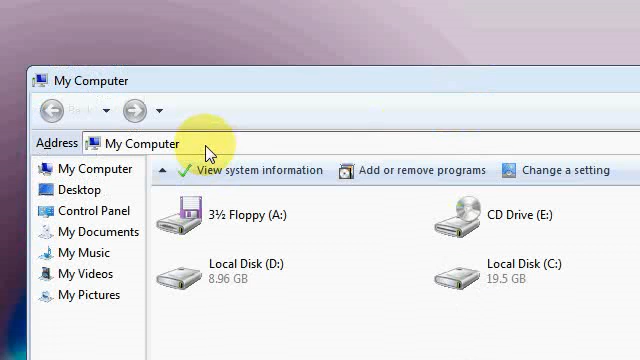 My Computer
Back
Address My Computer
View system information Add or remove programs Change a setting
My Computer
Desktop
Control Panel
My Documents
My Music
My Videos
My Pictures
3½ Floppy (A:)
CD Drive (E:)
Local Disk (D:)
8.96 GB
Local Disk (C:)
19.5 GB